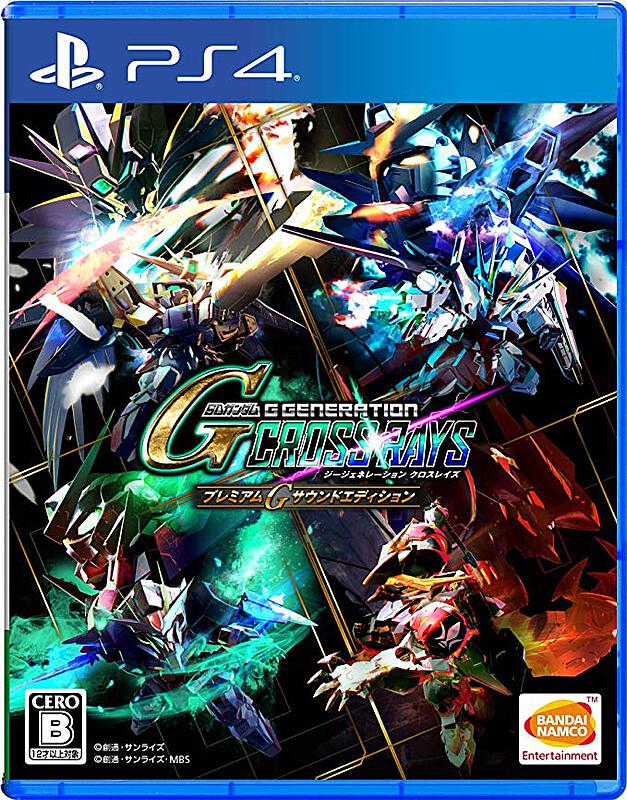 PS4
SDガンダム G GENERATION
CROSSRAYS
ジージェネレーション クロスレイズ
プレミアムGサウンドエディション
CERO
B
12才以上対象
©創通・サンライズ
©創通・サンライズ・MBS
BANDAI
NAMCO
Entertainment
TM